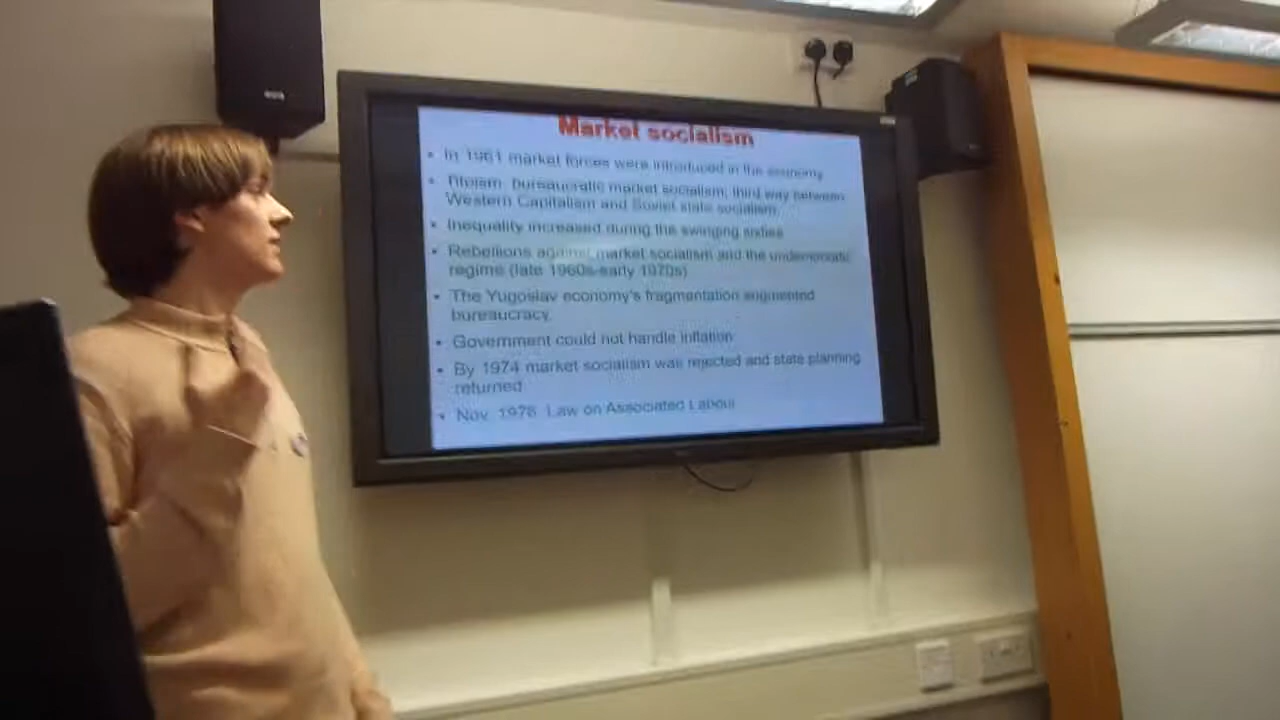 Market socialism
• In 1961 market forces were introduced in the economy
• Titoism: bureaucratic market socialism; third way between
Western Capitalism and Soviet state socialism.
• Inequality increased during the swinging sixties
• Rebellions against market socialism and the undemocratic
regime (late 1960s-early 1970s)
• The Yugoslav economy's fragmentation augmented
bureaucracy.
• Government could not handle inflation
• By 1974 market socialism was rejected and state planning
returned
• Nov. 1976 Law on Associated Labour